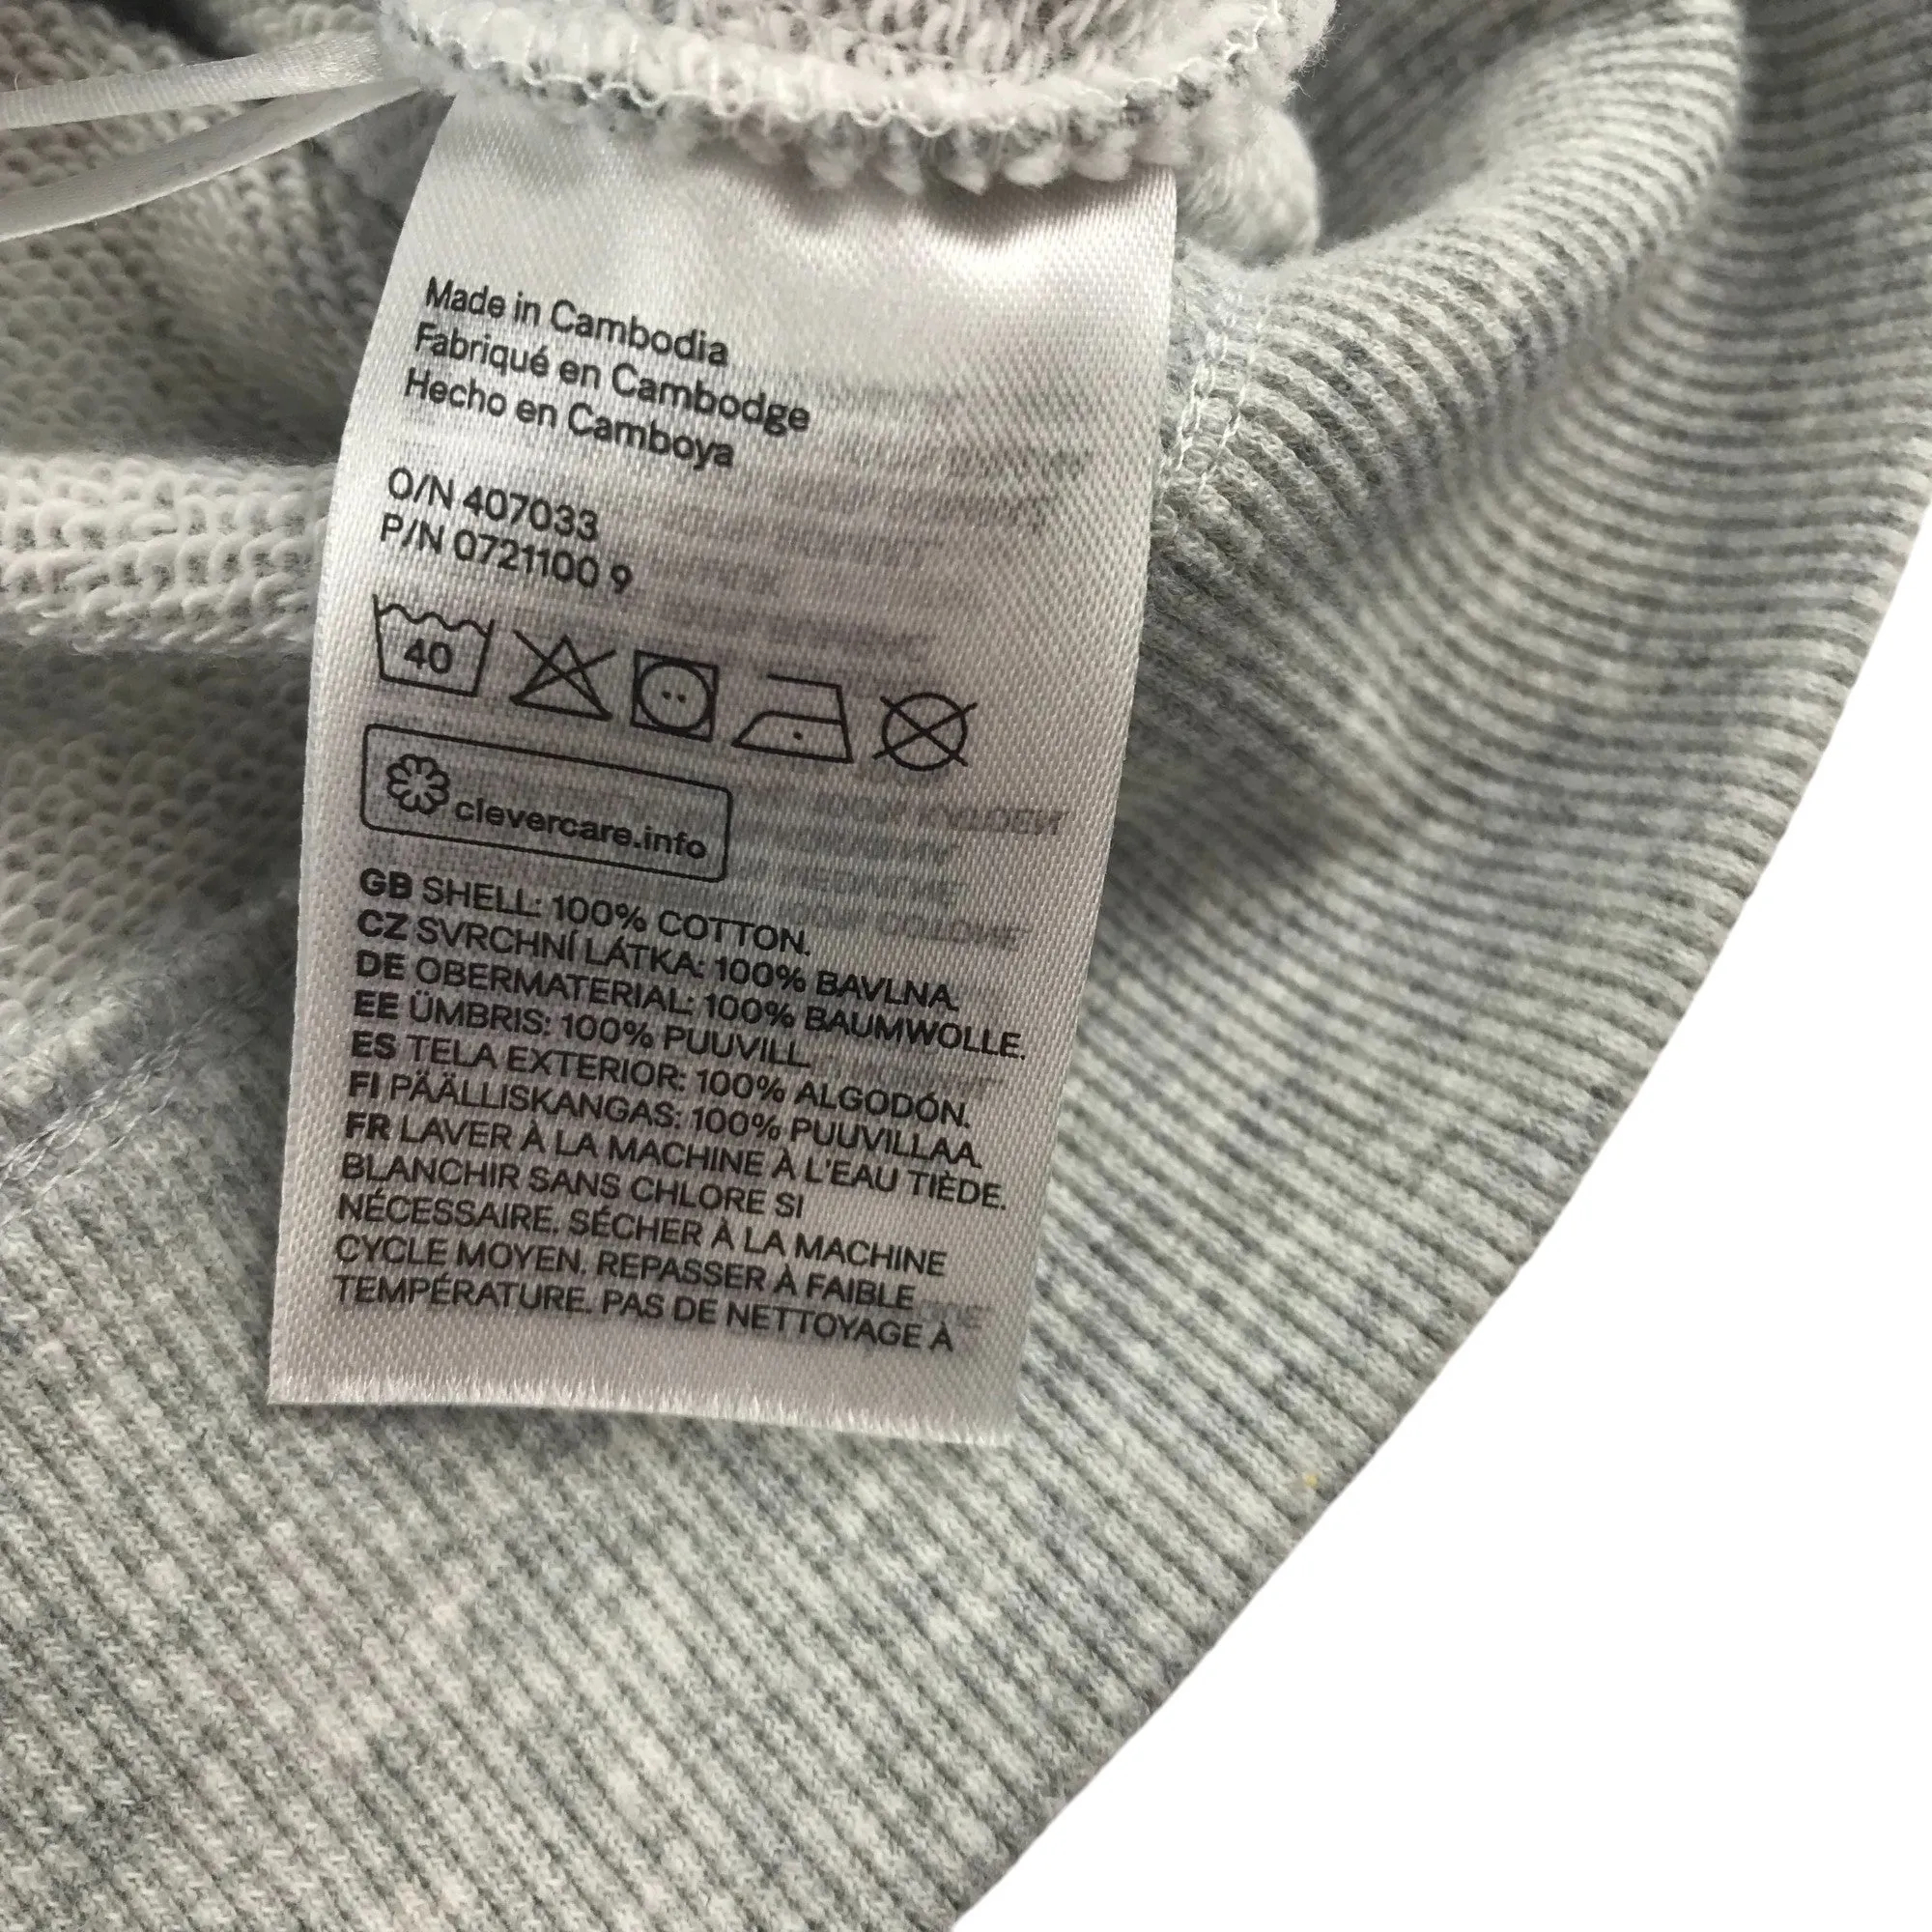 Made in Cambodia
Fabriqué en Cambodge
Hecho en Camboya
O/N 407033
P/N 0721100 9
40
clevercare.info
GB SHELL: 100% COTTON.
CZ SVRCHNÍ LÁTKA: 100% BAVLNA.
DE OBERMATERIAL: 100% BAUMWOLLE.
EE ÜMBRIS: 100% PUUVILL.
ES TELA EXTERIOR: 100% ALGODÓN.
FI PÄÄLLISKANGAS: 100% PUUVILLAA.
FR LAVER À LA MACHINE À L'EAU TIÈDE.
BLANCHIR SANS CHLORE SI
NÉCESSAIRE. SÉCHER À LA MACHINE
CYCLE MOYEN. REPASSER À FAIBLE
TEMPÉRATURE. PAS DE NETTOYAGE À